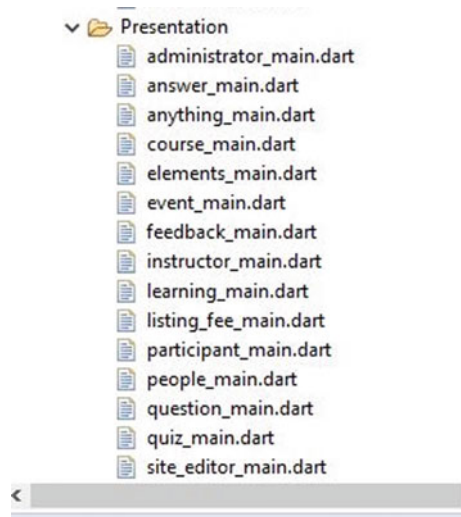 Presentation
administrator_main.dart
answer_main.dart
anything_main.dart
course_main.dart
elements_main.dart
event_main.dart
feedback_main.dart
instructor_main.dart
learning_main.dart
listing_fee_main.dart
participant_main.dart
people_main.dart
question_main.dart
quiz_main.dart
site_editor_main.dart